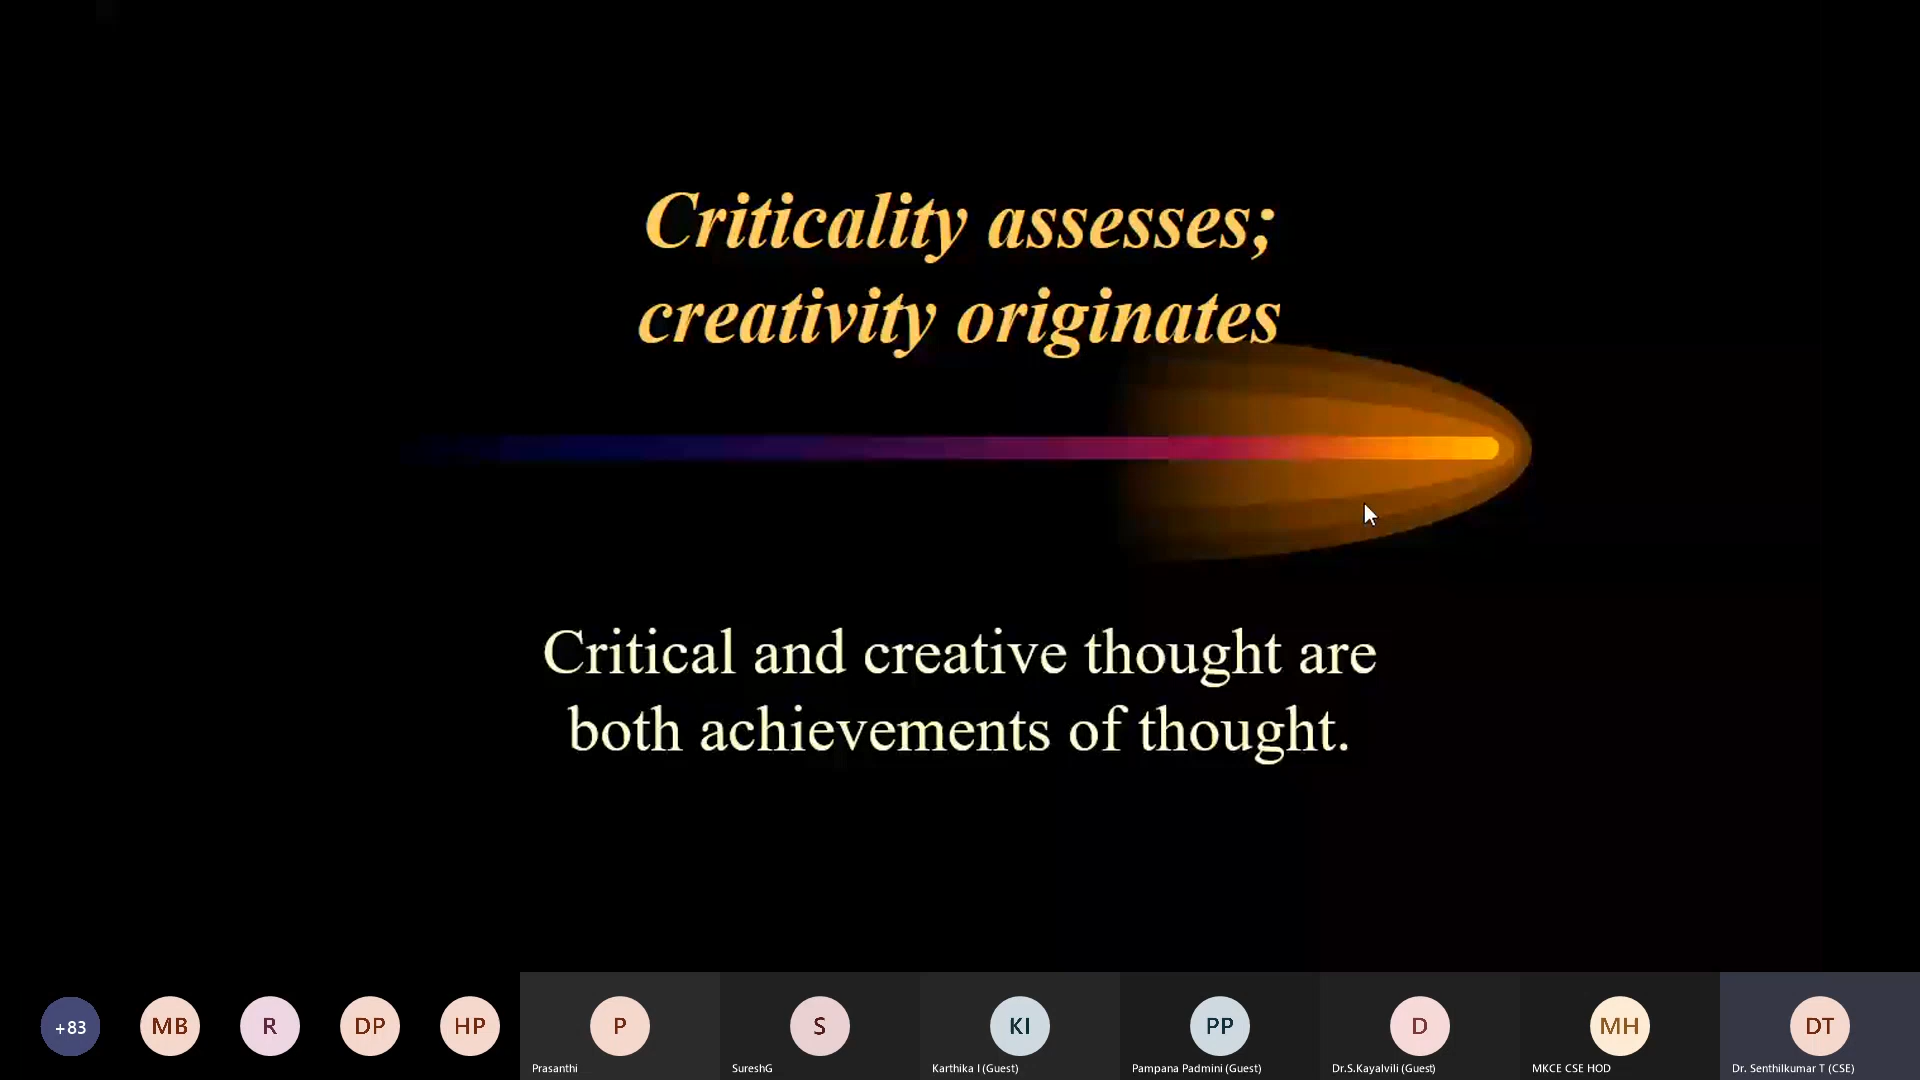 Criticality assesses;
creativity originates
Critical and creative thought are
both achievements of thought.
+83
MB
R
DP
HP
P
S
KI
PP
D
MH
DT
Prasanthi
SureshG
Karthika I (Guest)
Pampana Padmini (Guest)
Dr.S.Kayalvili (Guest)
MKCE CSE HOD
Dr. Senthilkumar T (CSE)